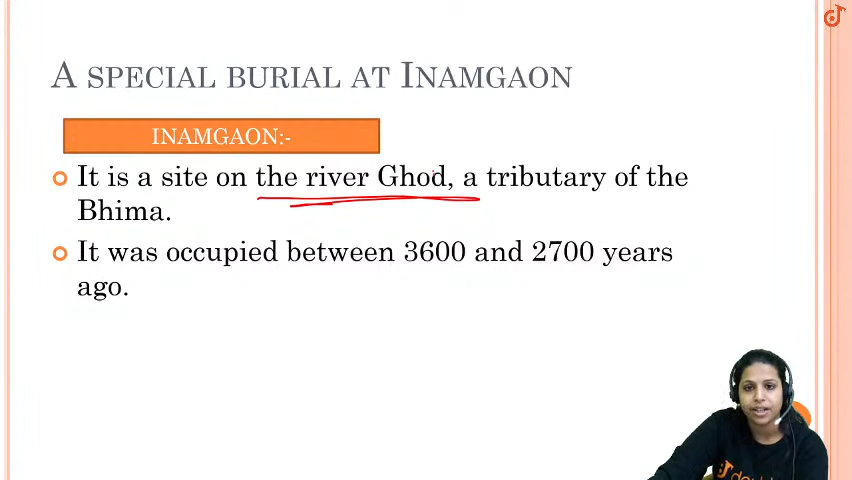 A SPECIAL BURIAL AT INAMGAON
INAMGAON:-
It is a site on the river Ghod, a tributary of the
Bhima.
It was occupied between 3600 and 2700 years
ago.